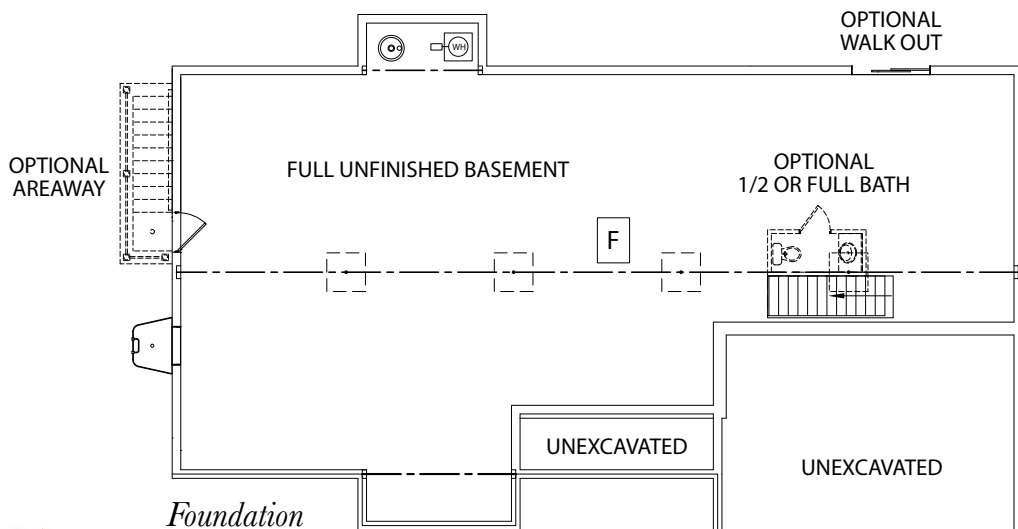 OPTIONAL
WALK OUT
WH
OPTIONAL
AREAWAY
FULL UNFINISHED BASEMENT
OPTIONAL
1/2 OR FULL BATH
F
UNEXCAVATED
UNEXCAVATED
Foundation